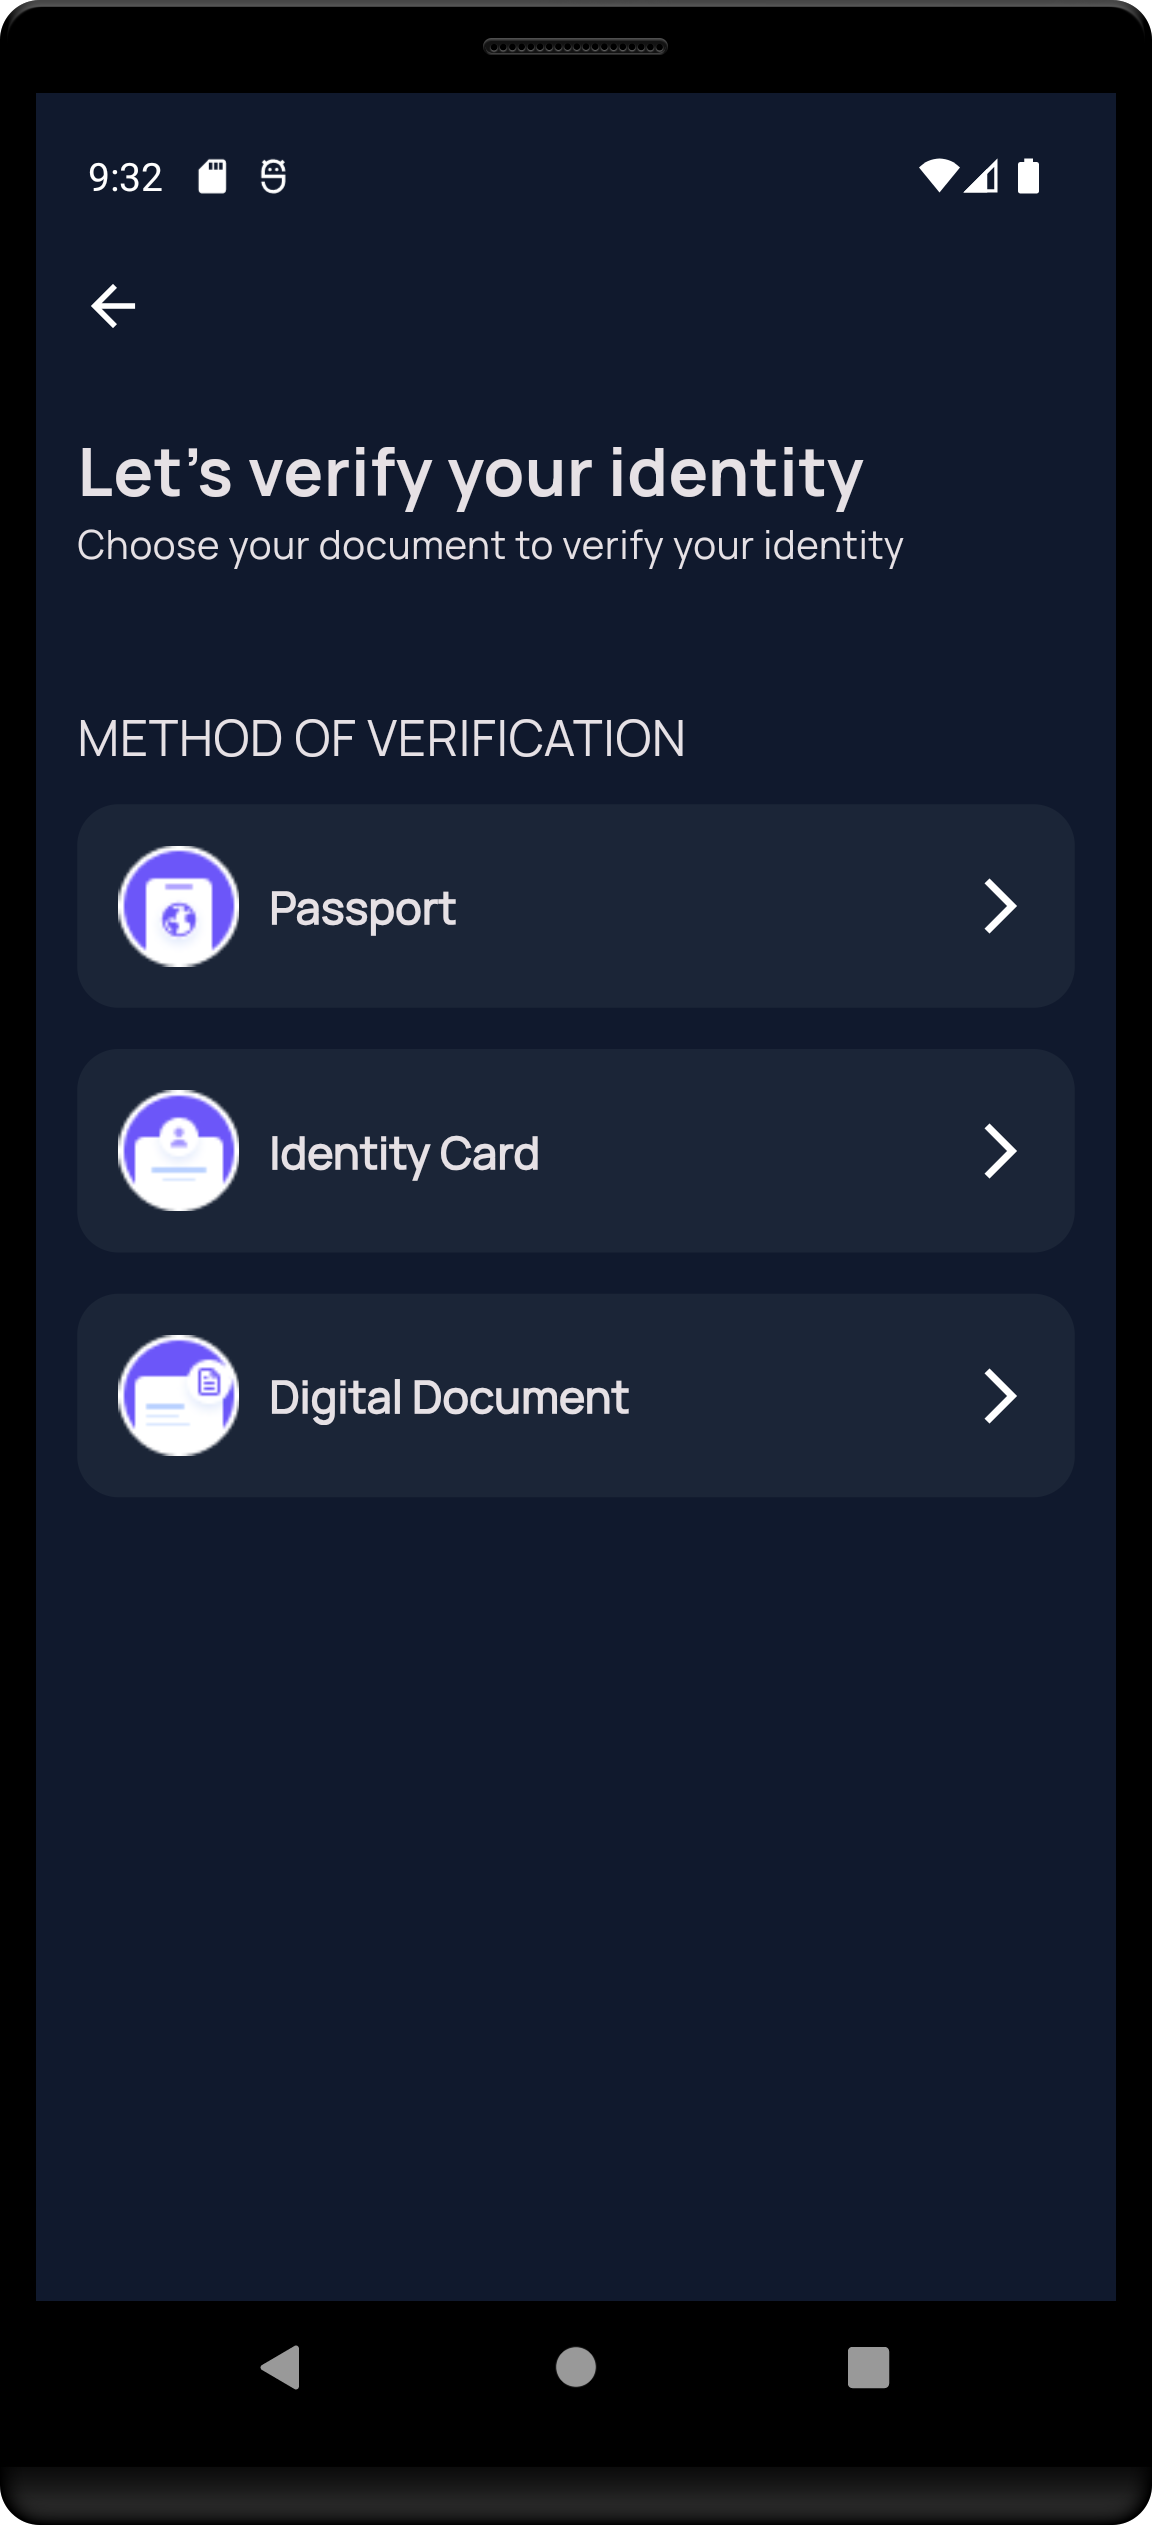 9:32
Let's verify your identity
Choose your document to verify your identity
METHOD OF VERIFICATION
Passport
Identity Card
Digital Document